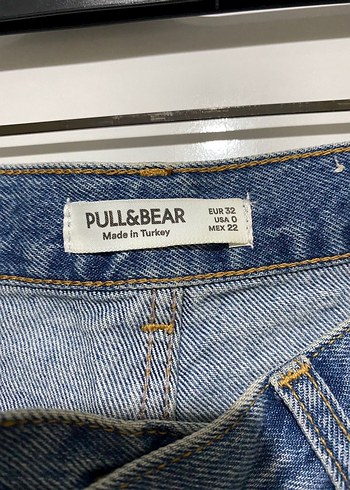 PULL&BEAR
Made in Turkey
EUR 32
USA 0
MEX 22